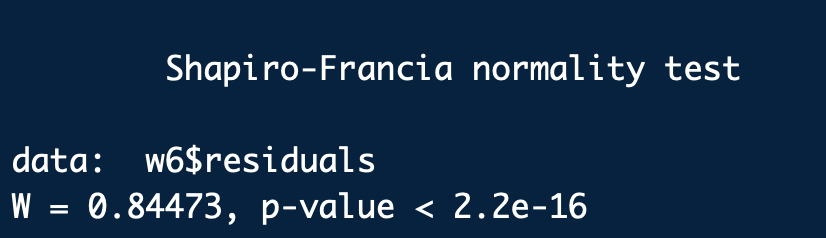 Shapiro-Francia normality test
data:  w6$residuals
W = 0.84473, p-value < 2.2e-16